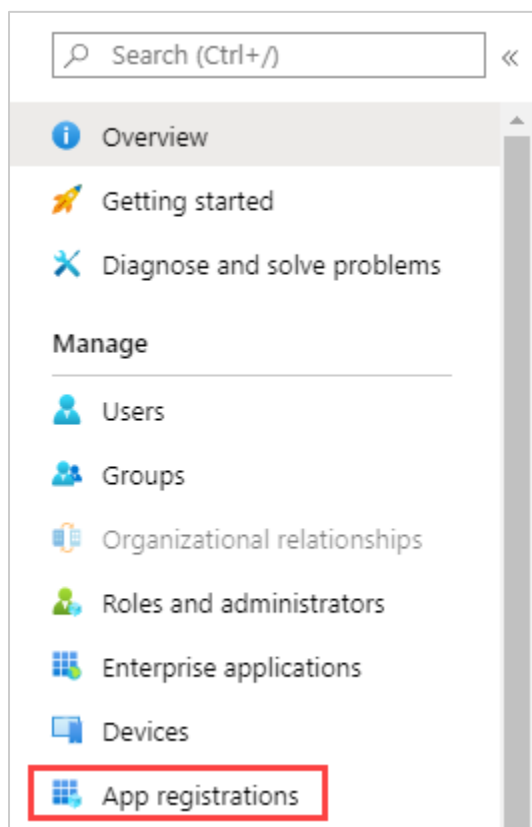 Search (Ctrl+/)
«
Overview
Getting started
Diagnose and solve problems
Manage
Users
Groups
Organizational relationships
Roles and administrators
Enterprise applications
Devices
App registrations